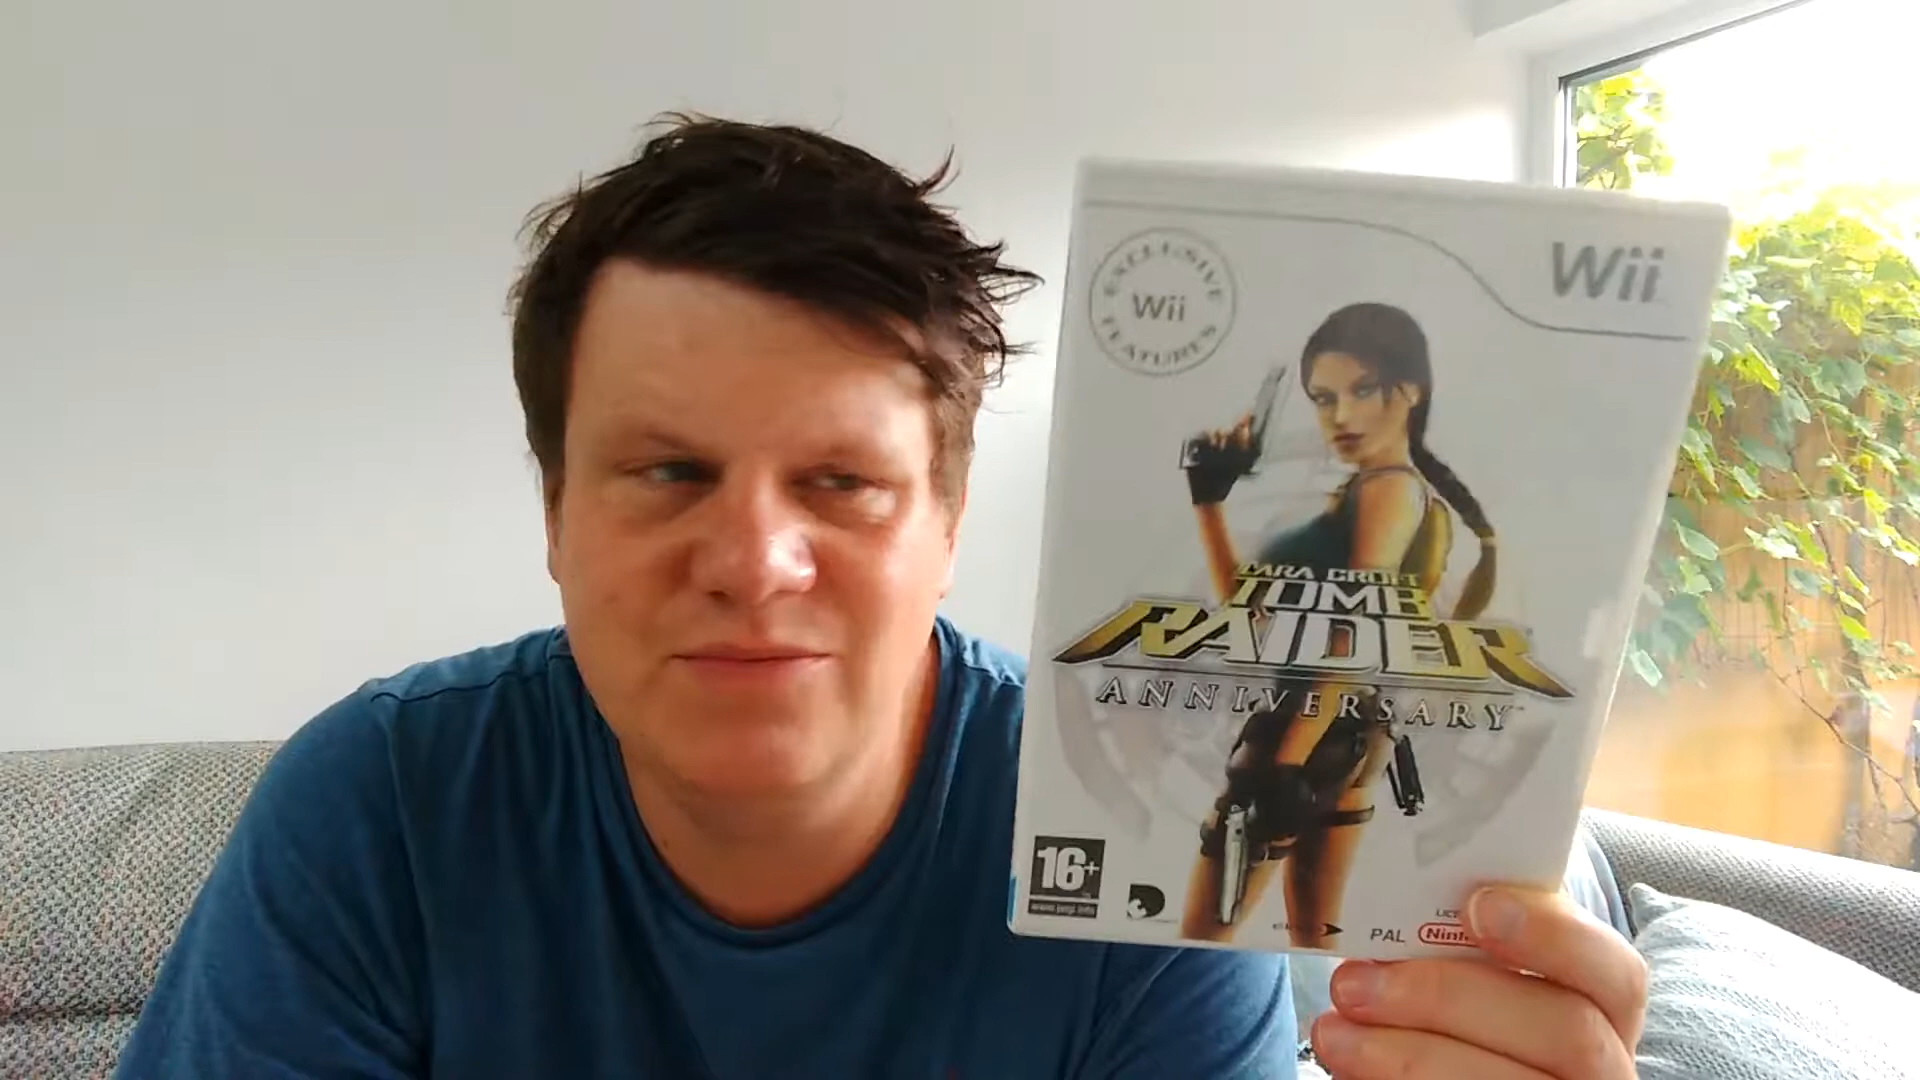 EXCLUSIVE
Wii
FEATURES
Wii
LARA CROFT
TOMB
RAIDER
ANNIVERSARY
16+
PAL